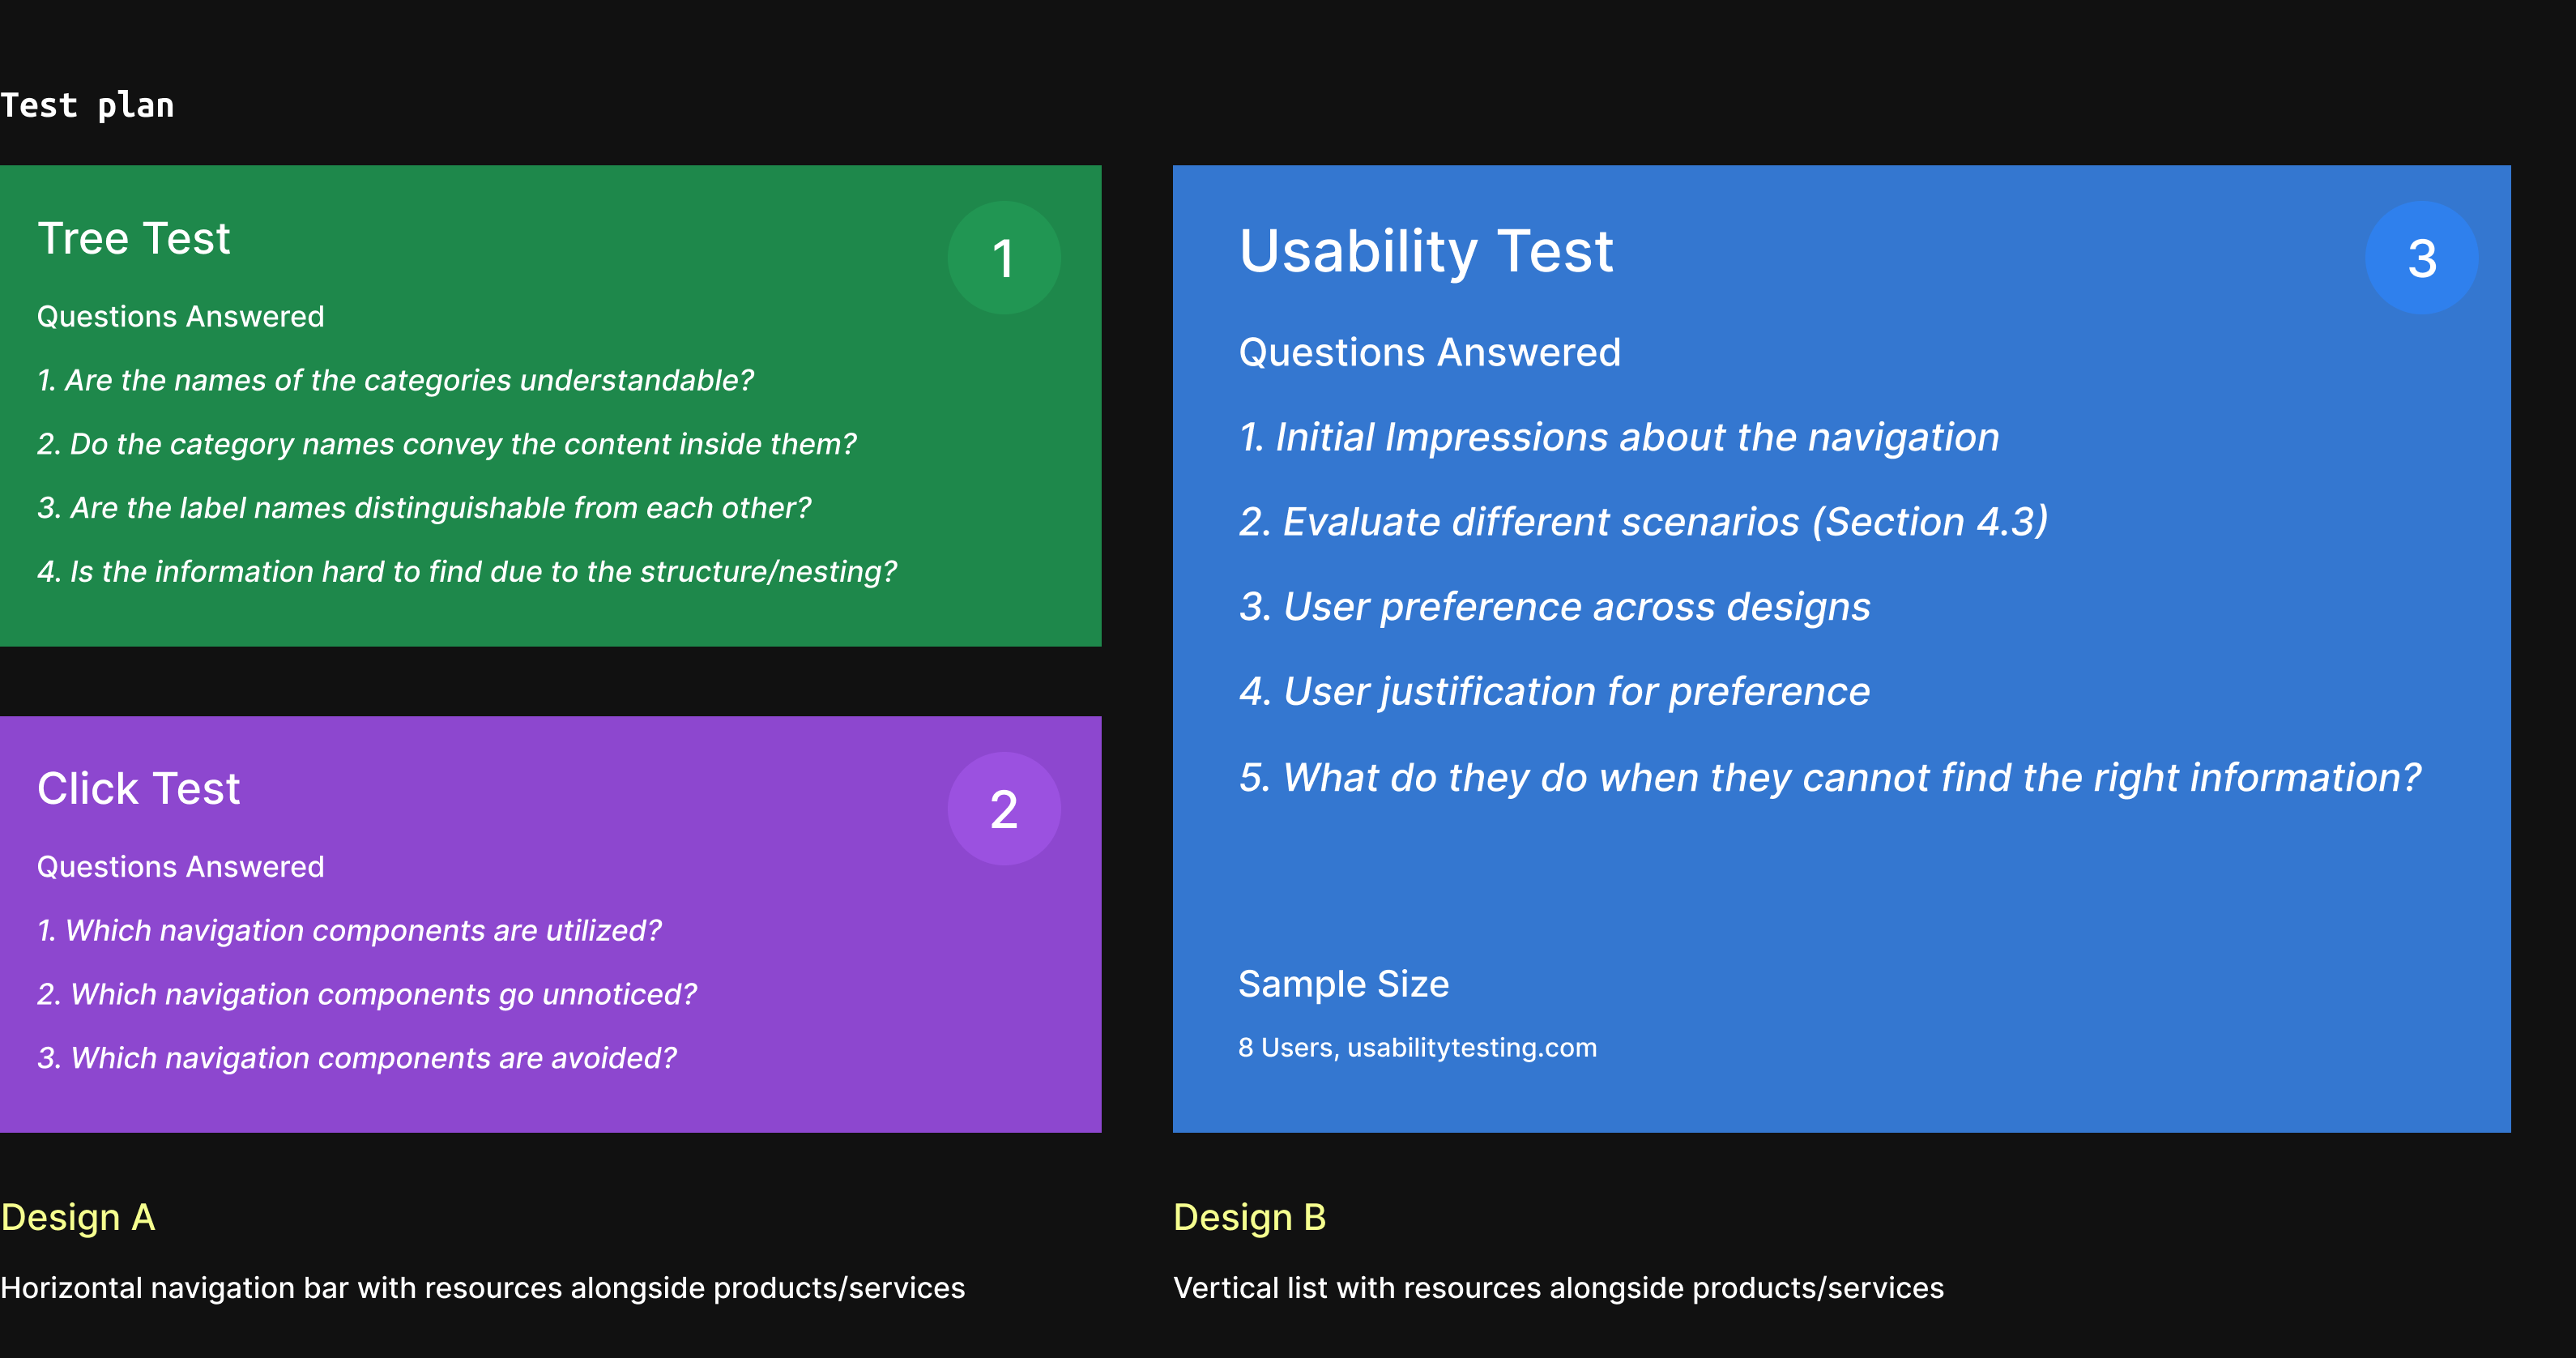 Test plan
Tree Test
1
Questions Answered
1. Are the names of the categories understandable?
2. Do the category names convey the content inside them?
3. Are the label names distinguishable from each other?
4. Is the information hard to find due to the structure/nesting?
Click Test
2
Questions Answered
1. Which navigation components are utilized?
2. Which navigation components go unnoticed?
3. Which navigation components are avoided?
Usability Test
3
Questions Answered
1. Initial Impressions about the navigation
2. Evaluate different scenarios (Section 4.3)
3. User preference across designs
4. User justification for preference
5. What do they do when they cannot find the right information?
Sample Size
8 Users, usabilitytesting.com
Design A
Horizontal navigation bar with resources alongside products/services
Design B
Vertical list with resources alongside products/services